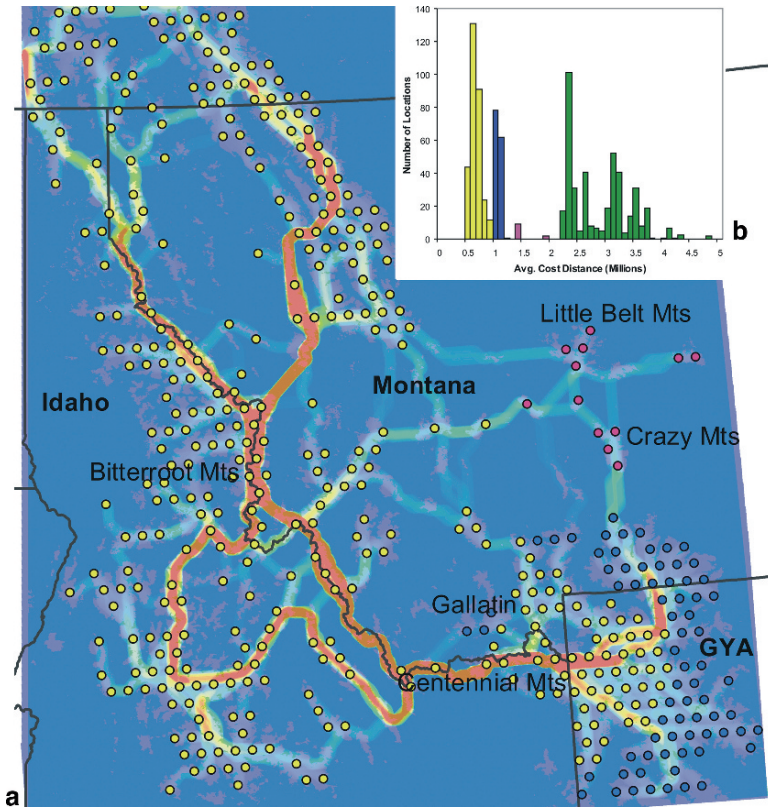 140
120
100
80
60
40
20
0
Number of Locations
0 0.5 1 1.5 2 2.5 3 3.5 4 4.5 5
Avg. Cost Distance (Millions)
b
Little Belt Mts
Montana
Idaho
Crazy Mts
Bitterroot Mts
Gallatin
GYA
Centennial Mts
a